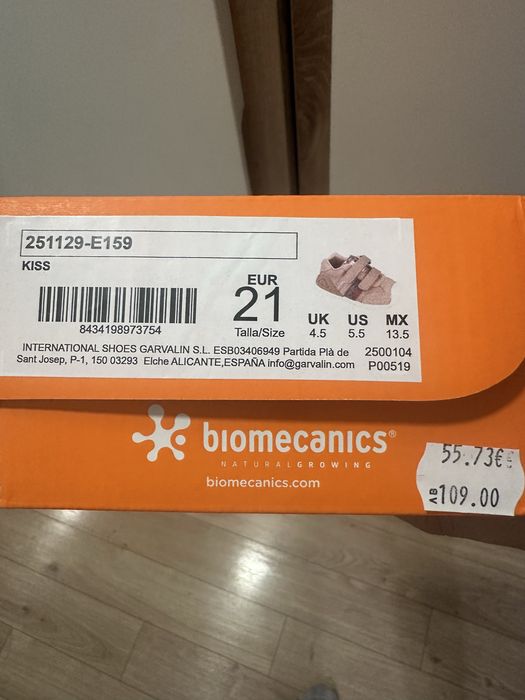 251129-E159
KISS
8434198973754
EUR
21
Talla/Size
UK US MX
4.5 5.5 13.5
INTERNATIONAL SHOES GARVALIN S.L. ESB03406949 Partida Plà de 2500104
Sant Josep, P-1, 150 03293 Elche ALICANTE,ESPAÑA info@garvalin.com P00519
biomecanics®
NATURALGROWING
biomecanics.com
55.73€
AB 109.00